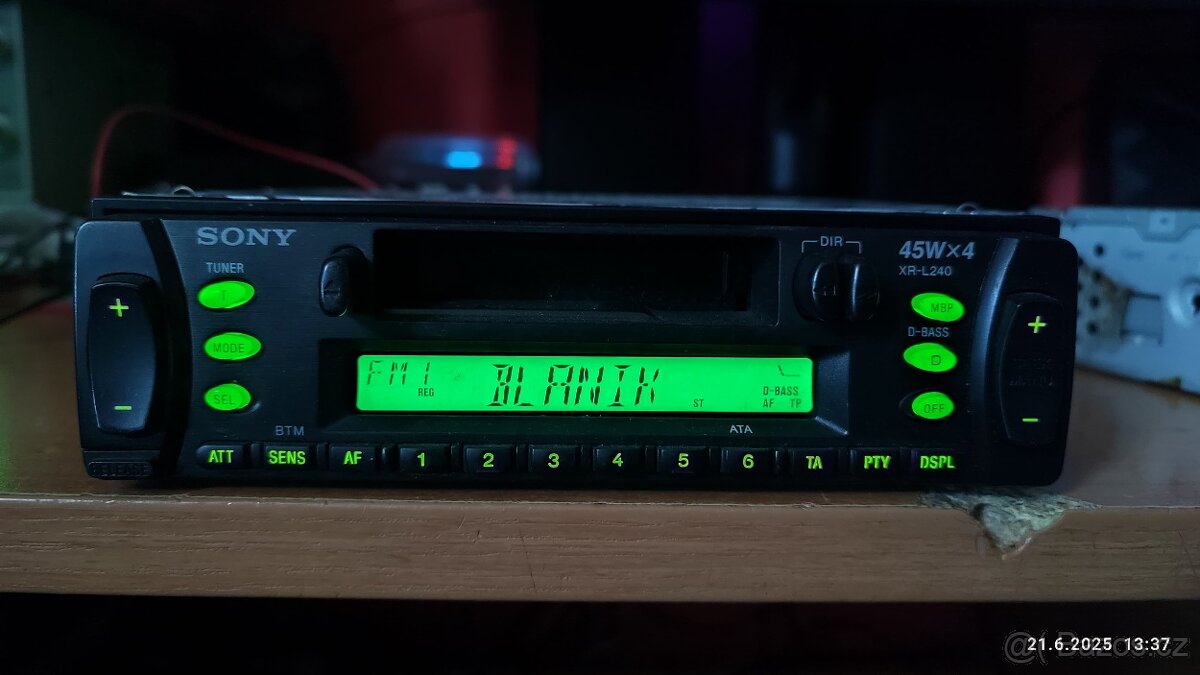 SONY
TUNER
T
MODE
SEL
BTM
RELEASE
DIR
45W×4
XR-L240
MBP
D-BASS
D
OFF
FM1 REG BLANIK ST D-BASS
AF TP
ATA
ATT SENS AF 1 2 3 4 5 6 TA PTY DSPL
+
−
+
−
21.6.2025 13:37